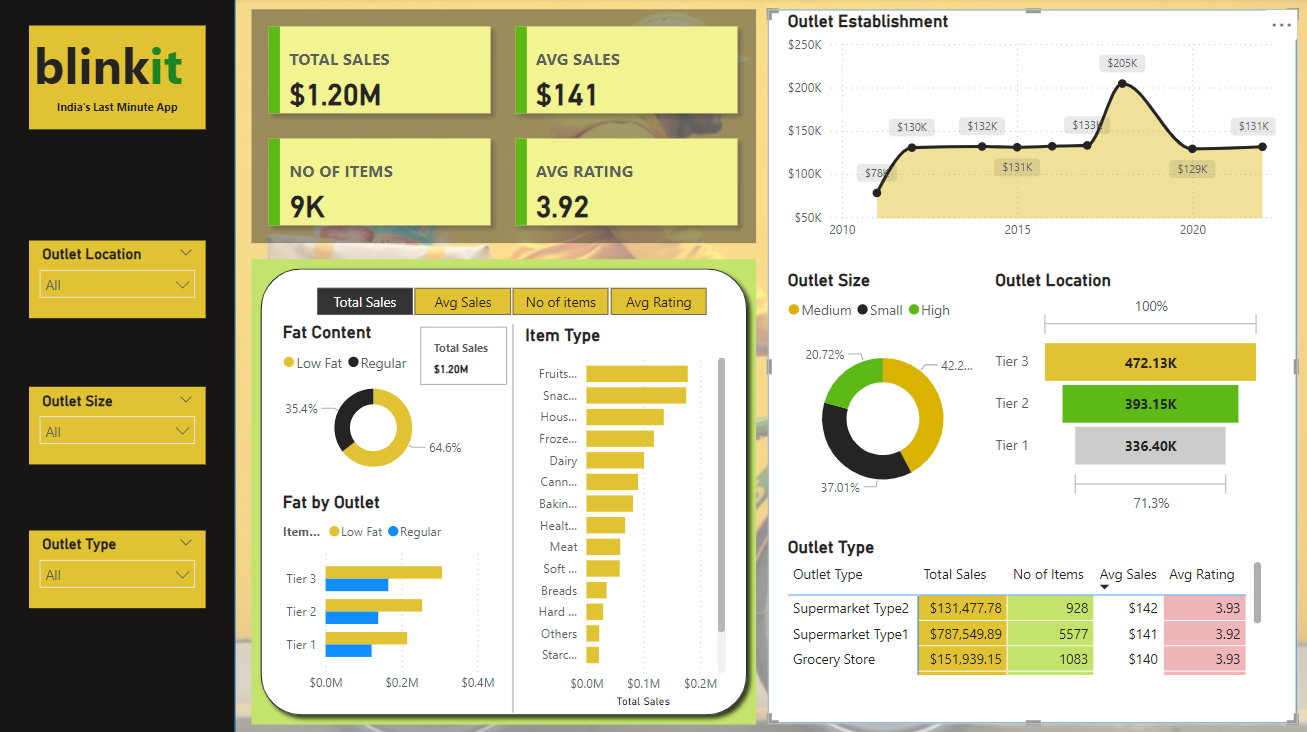 blinkit
India's Last Minute App
Outlet Location
All
Outlet Size
All
Outlet Type
All
TOTAL SALES
$1.20M
AVG SALES
$141
NO OF ITEMS
9K
AVG RATING
3.92
Total Sales
Avg Sales
No of items
Avg Rating
Fat Content
Low Fat
Regular
Total Sales
$1.20M
35.4%
64.6%
Fat by Outlet
Item...
Low Fat
Regular
Tier 3
Tier 2
Tier 1
$0.0M
$0.2M
$0.4M
Item Type
Fruits...
Snac...
Hous...
Froze...
Dairy
Cann...
Bakin...
Healt...
Meat
Soft ...
Breads
Hard ...
Others
Starc...
$0.0M
$0.1M
$0.2M
Total Sales
Outlet Establishment
$250K
$200K
$150K
$100K
$50K
$78K
$130K
$132K
$131K
$133K
$205K
$129K
$131K
2010
2015
2020
Outlet Size
Medium
Small
High
20.72%
42.2...
37.01%
Outlet Location
100%
Tier 3
472.13K
Tier 2
393.15K
Tier 1
336.40K
71.3%
Outlet Type
Outlet Type Total Sales No of Items Avg Sales Avg Rating
Supermarket Type2 $131,477.78 928 $142 3.93
Supermarket Type1 $787,549.89 5577 $141 3.92
Grocery Store $151,939.15 1083 $140 3.93